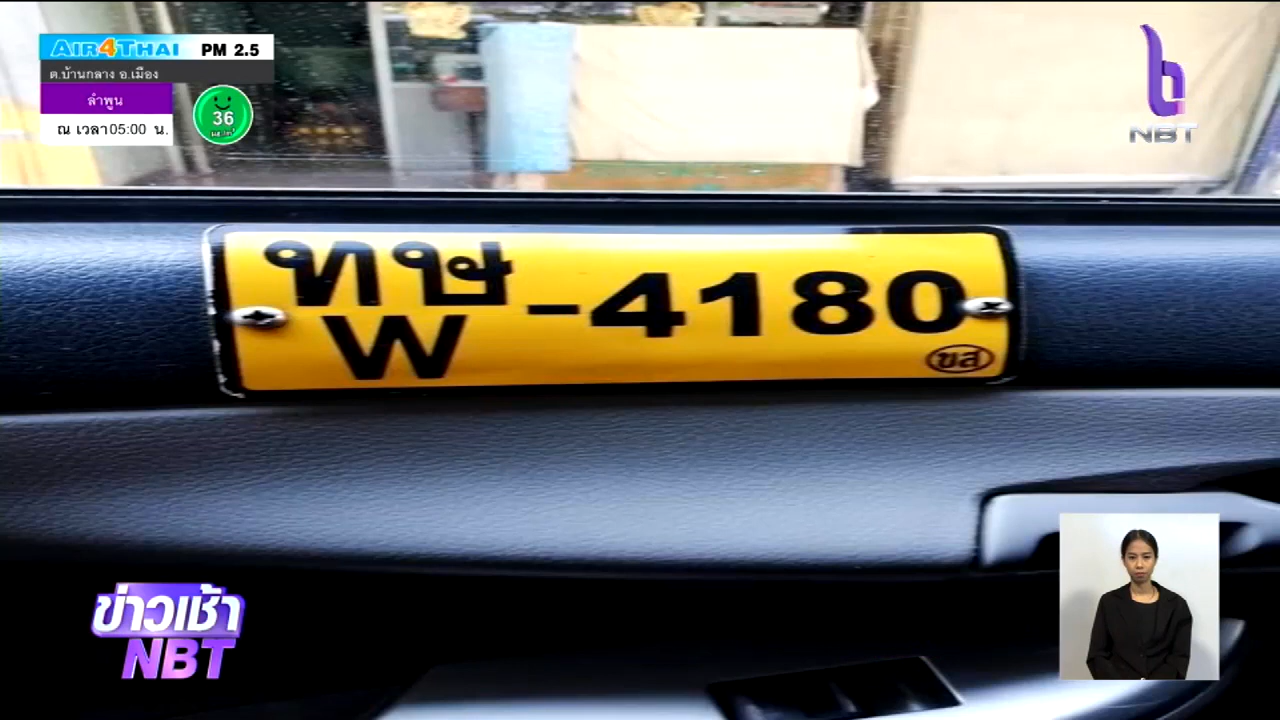 AIR4THAI PM 2.5
ต.บ้านกลาง อ.เมือง
ลำพูน
36
ณ เวลา05:00 น.
NBT
ทษ -4180
W
ขส
ข่าวเช้า
NBT